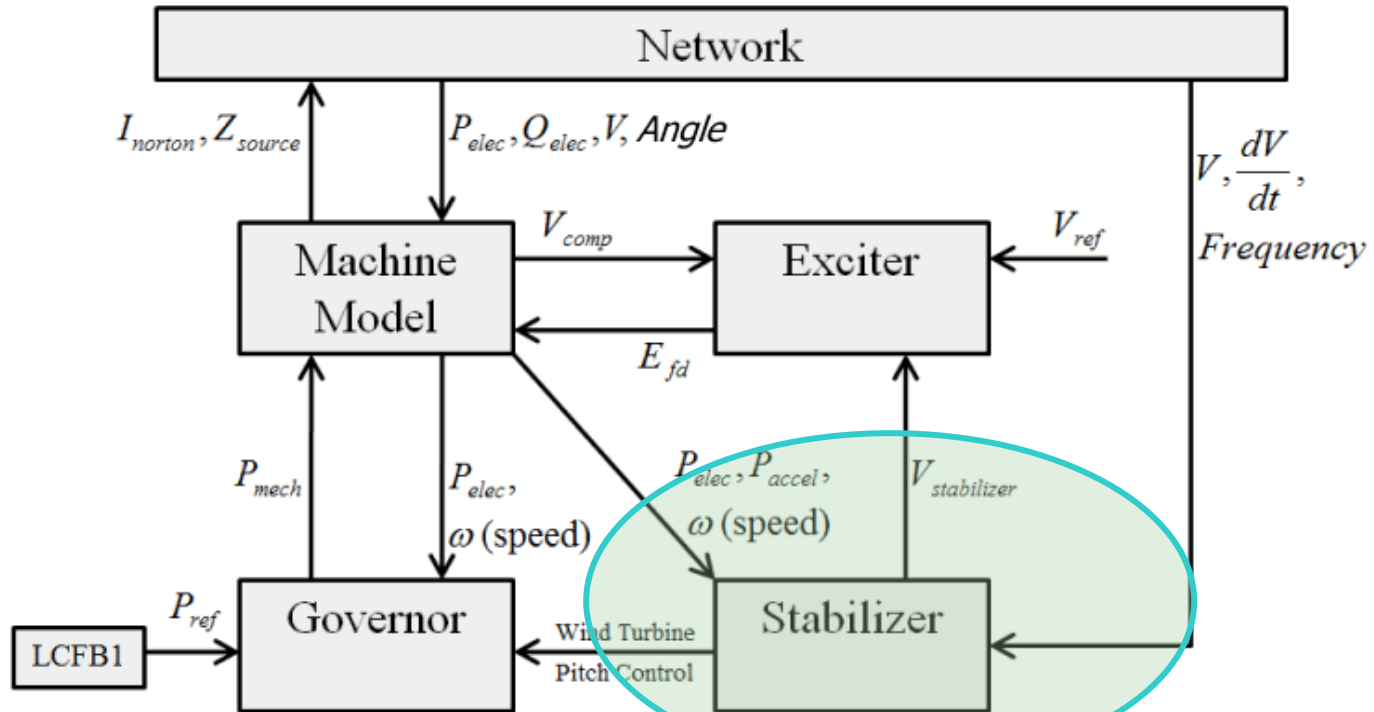 Network
I_norton, Z_source
P_elec, Q_elec, V, Angle
V, dV/dt,
Frequency
Machine
Model
V_comp
Exciter
V_ref
E_fd
P_mech
P_elec,
ω (speed)
P_elec, P_accel,
ω (speed)
V_stabilizer
LCFB1
P_ref
Governor
Wind Turbine
Pitch Control
Stabilizer